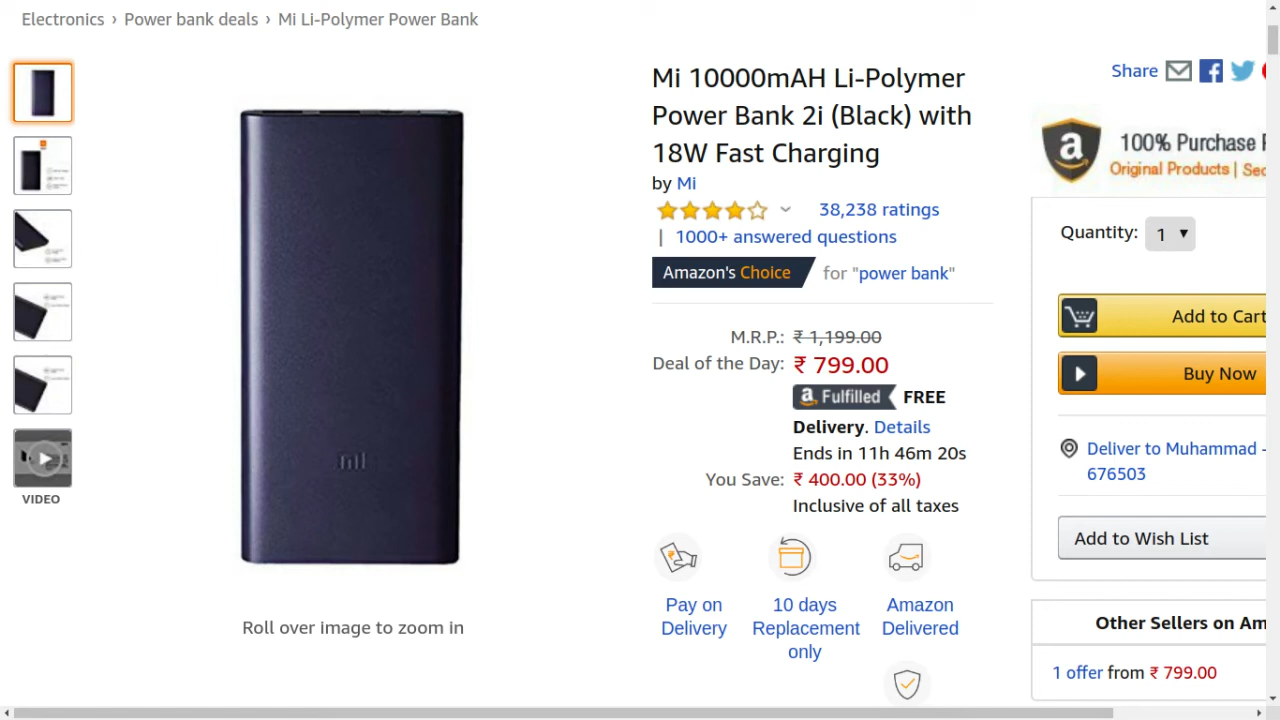 Electronics › Power bank deals › Mi Li-Polymer Power Bank
Mi 10000mAH Li-Polymer
Power Bank 2i (Black) with
18W Fast Charging
by Mi
38,238 ratings
| 1000+ answered questions
Amazon's Choice for "power bank"
M.R.P.: ₹ 1,199.00
Deal of the Day: ₹ 799.00
Fulfilled FREE
Delivery. Details
Ends in 11h 46m 20s
You Save: ₹ 400.00 (33%)
Inclusive of all taxes
Pay on
Delivery
10 days
Replacement
only
Amazon
Delivered
VIDEO
mi
Roll over image to zoom in
Share
100% Purchase
Original Products | Sec
Quantity: 1
Add to Cart
Buy Now
Deliver to Muhammad -
676503
Add to Wish List
Other Sellers on Am
1 offer from ₹ 799.00